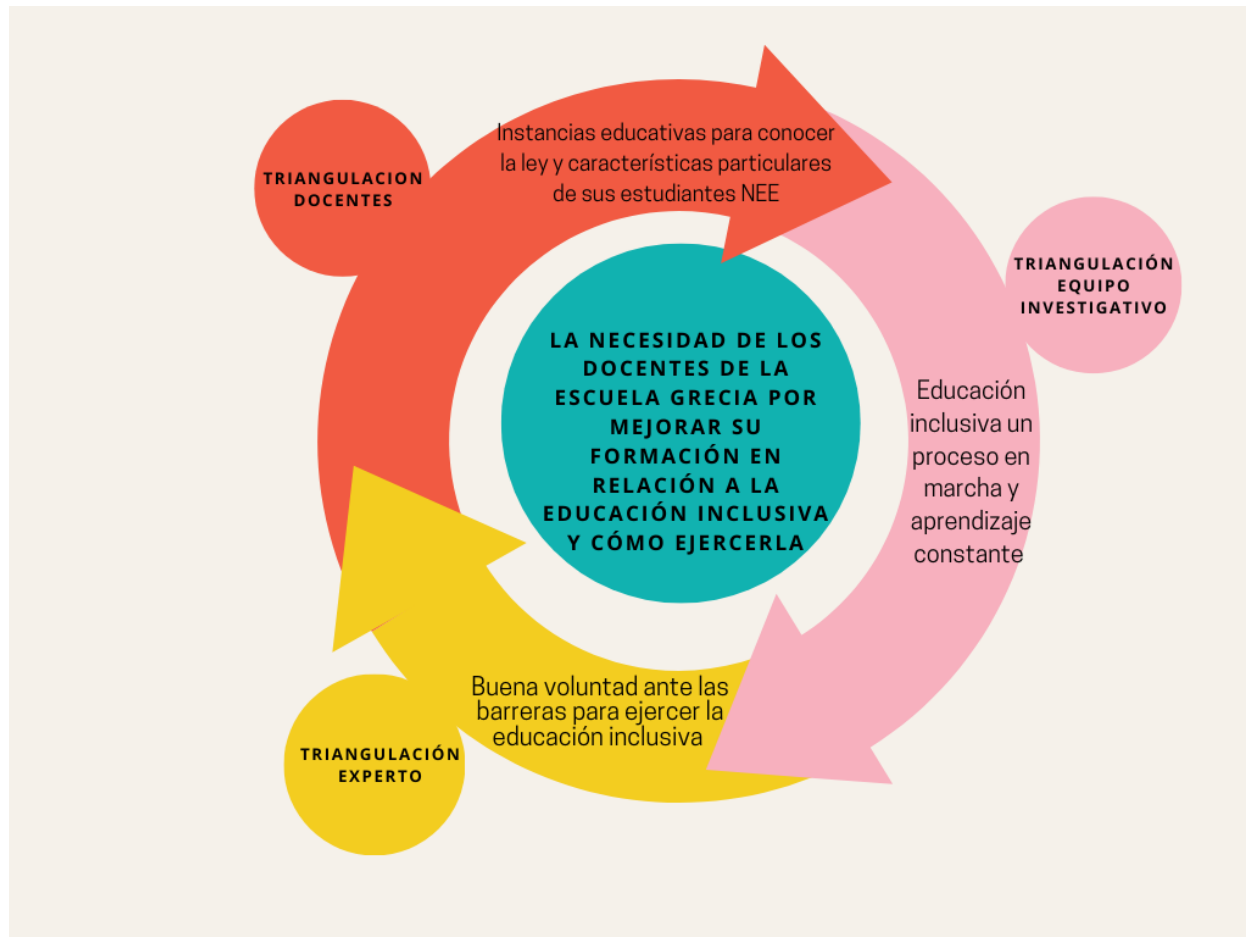 TRIANGULACION
DOCENTES
Instancias educativas para conocer
la ley y características particulares
de sus estudiantes NEE
TRIANGULACIÓN
EQUIPO
INVESTIGATIVO
LA NECESIDAD DE LOS
DOCENTES DE LA
ESCUELA GRECIA POR
MEJORAR SU
FORMACIÓN EN
RELACIÓN A LA
EDUCACIÓN INCLUSIVA
Y CÓMO EJERCERLA
Educación
inclusiva un
proceso en
marcha y
aprendizaje
constante
Buena voluntad ante las
barreras para ejercer la
educación inclusiva
TRIANGULACIÓN
EXPERTO